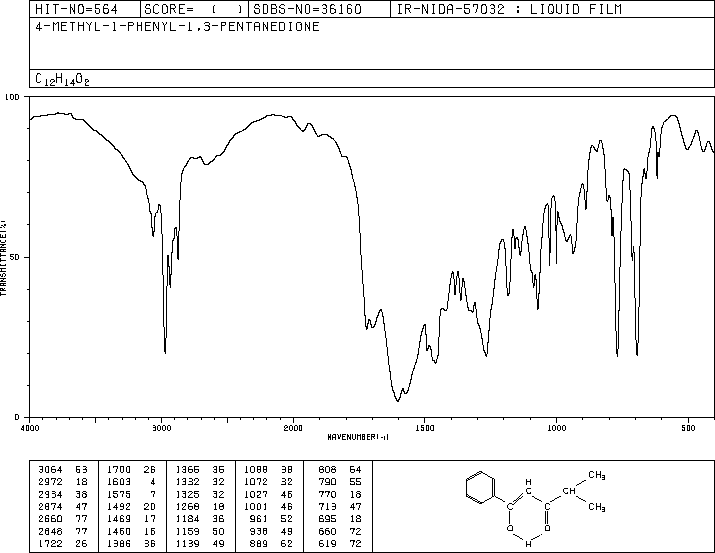 HIT-NO=564 SCORE= ( ) SDBS-NO=36160 IR-NIDA-57032 : LIQUID FILM
4-METHYL-1-PHENYL-1,3-PENTANEDIONE
C12H14O2
100
50
0
TRANSMITTANCE(%)
4000 3000 2000 1500 1000 500
WAVENUMBER(-1)
3064 63 1700 26 1366 35 1088 38 808 64
2972 18 1603 4 1332 32 1072 32 790 55
2934 38 1575 7 1325 32 1027 46 770 18
2874 47 1492 20 1268 18 1001 46 713 47
2660 77 1469 17 1184 36 961 52 695 18
2648 77 1460 16 1159 50 938 49 660 72
1722 26 1386 36 1139 49 889 62 619 72
CH3
H
C
C
C
CH
CH3
O
O
H